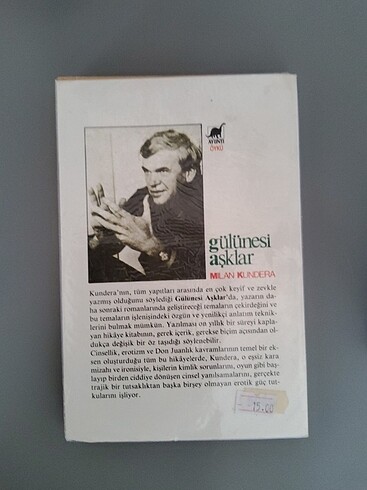 AYRINTI
ÖYKÜ
gülünesi
aşklar
MILAN KUNDERA
Kundera'nın, tüm yapıtları arasında en çok keyif ve zevkle
yazmış olduğunu söylediği Gülünesi Aşklar'da, yazarın da-
ha sonraki romanlarında geliştireceği temaların çekirdeğini ve
bu temaların işlenişindeki özgün ve yenilikçi anlatım teknik-
lerini bulmak mümkün. Yazılması on yıllık bir süreyi kapla-
yan hikâye kitabının, gerek içerik, gerekse biçim açısından ol-
dukça değişik bir öz taşıdığı söylenebilir.
Cinsellik, erotizm ve Don Juanlık kavramlarının temel bir ek-
sen oluşturduğu tüm bu hikâyelerde, Kundera, o eşsiz kara
mizahı ve ironisiyle, kişilerin kimlik sorunlarını, oyun gibi baş-
layıp birden ciddiye dönüşen cinsel yanılsamalarını, gerçekte
trajik bir tutsaklıktan başka birşey olmayan erotik güç tut-
kularını işliyor.
15.00